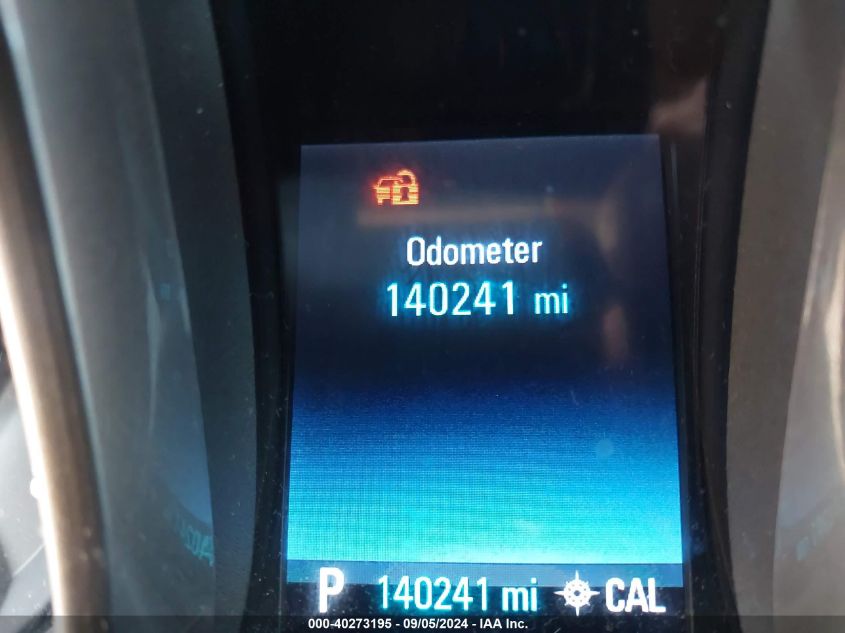 Odometer
140241 mi
P 140241 mi CAL
000-40273195 - 09/05/2024 - IAA Inc.